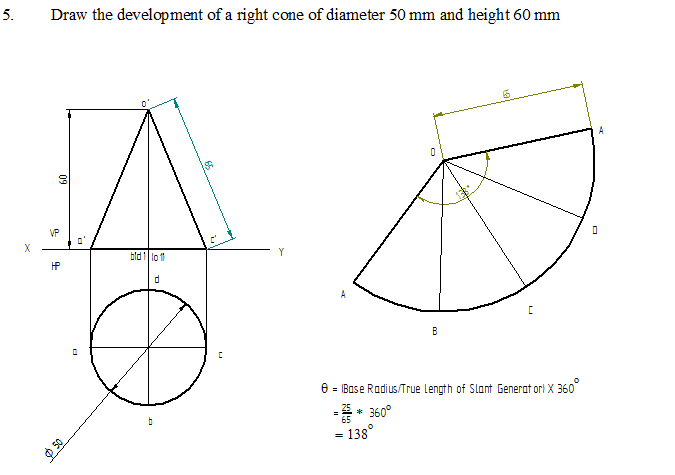 5. Draw the development of a right cone of diameter 50 mm and height 60 mm
O'
65
60
65
A
O
138°
VP
a'
c'
X
Y
HP
D
d
A
C
B
a
c
θ = (Base Radius/True Length of Slant Generator) X 360°
= 25/65 * 360°
b
= 138°
φ 50